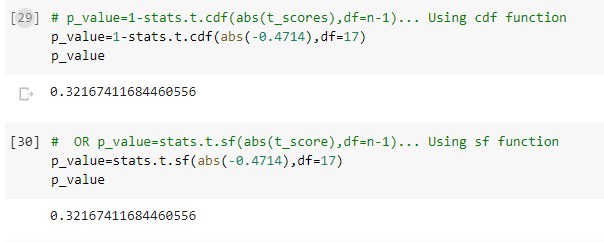 [29] # p_value=1-stats.t.cdf(abs(t_scores),df=n-1)... Using cdf function
p_value=1-stats.t.cdf(abs(-0.4714),df=17)
p_value
0.32167411684460556
[30] #  OR p_value=stats.t.sf(abs(t_score),df=n-1)... Using sf function
p_value=stats.t.sf(abs(-0.4714),df=17)
p_value
0.32167411684460556